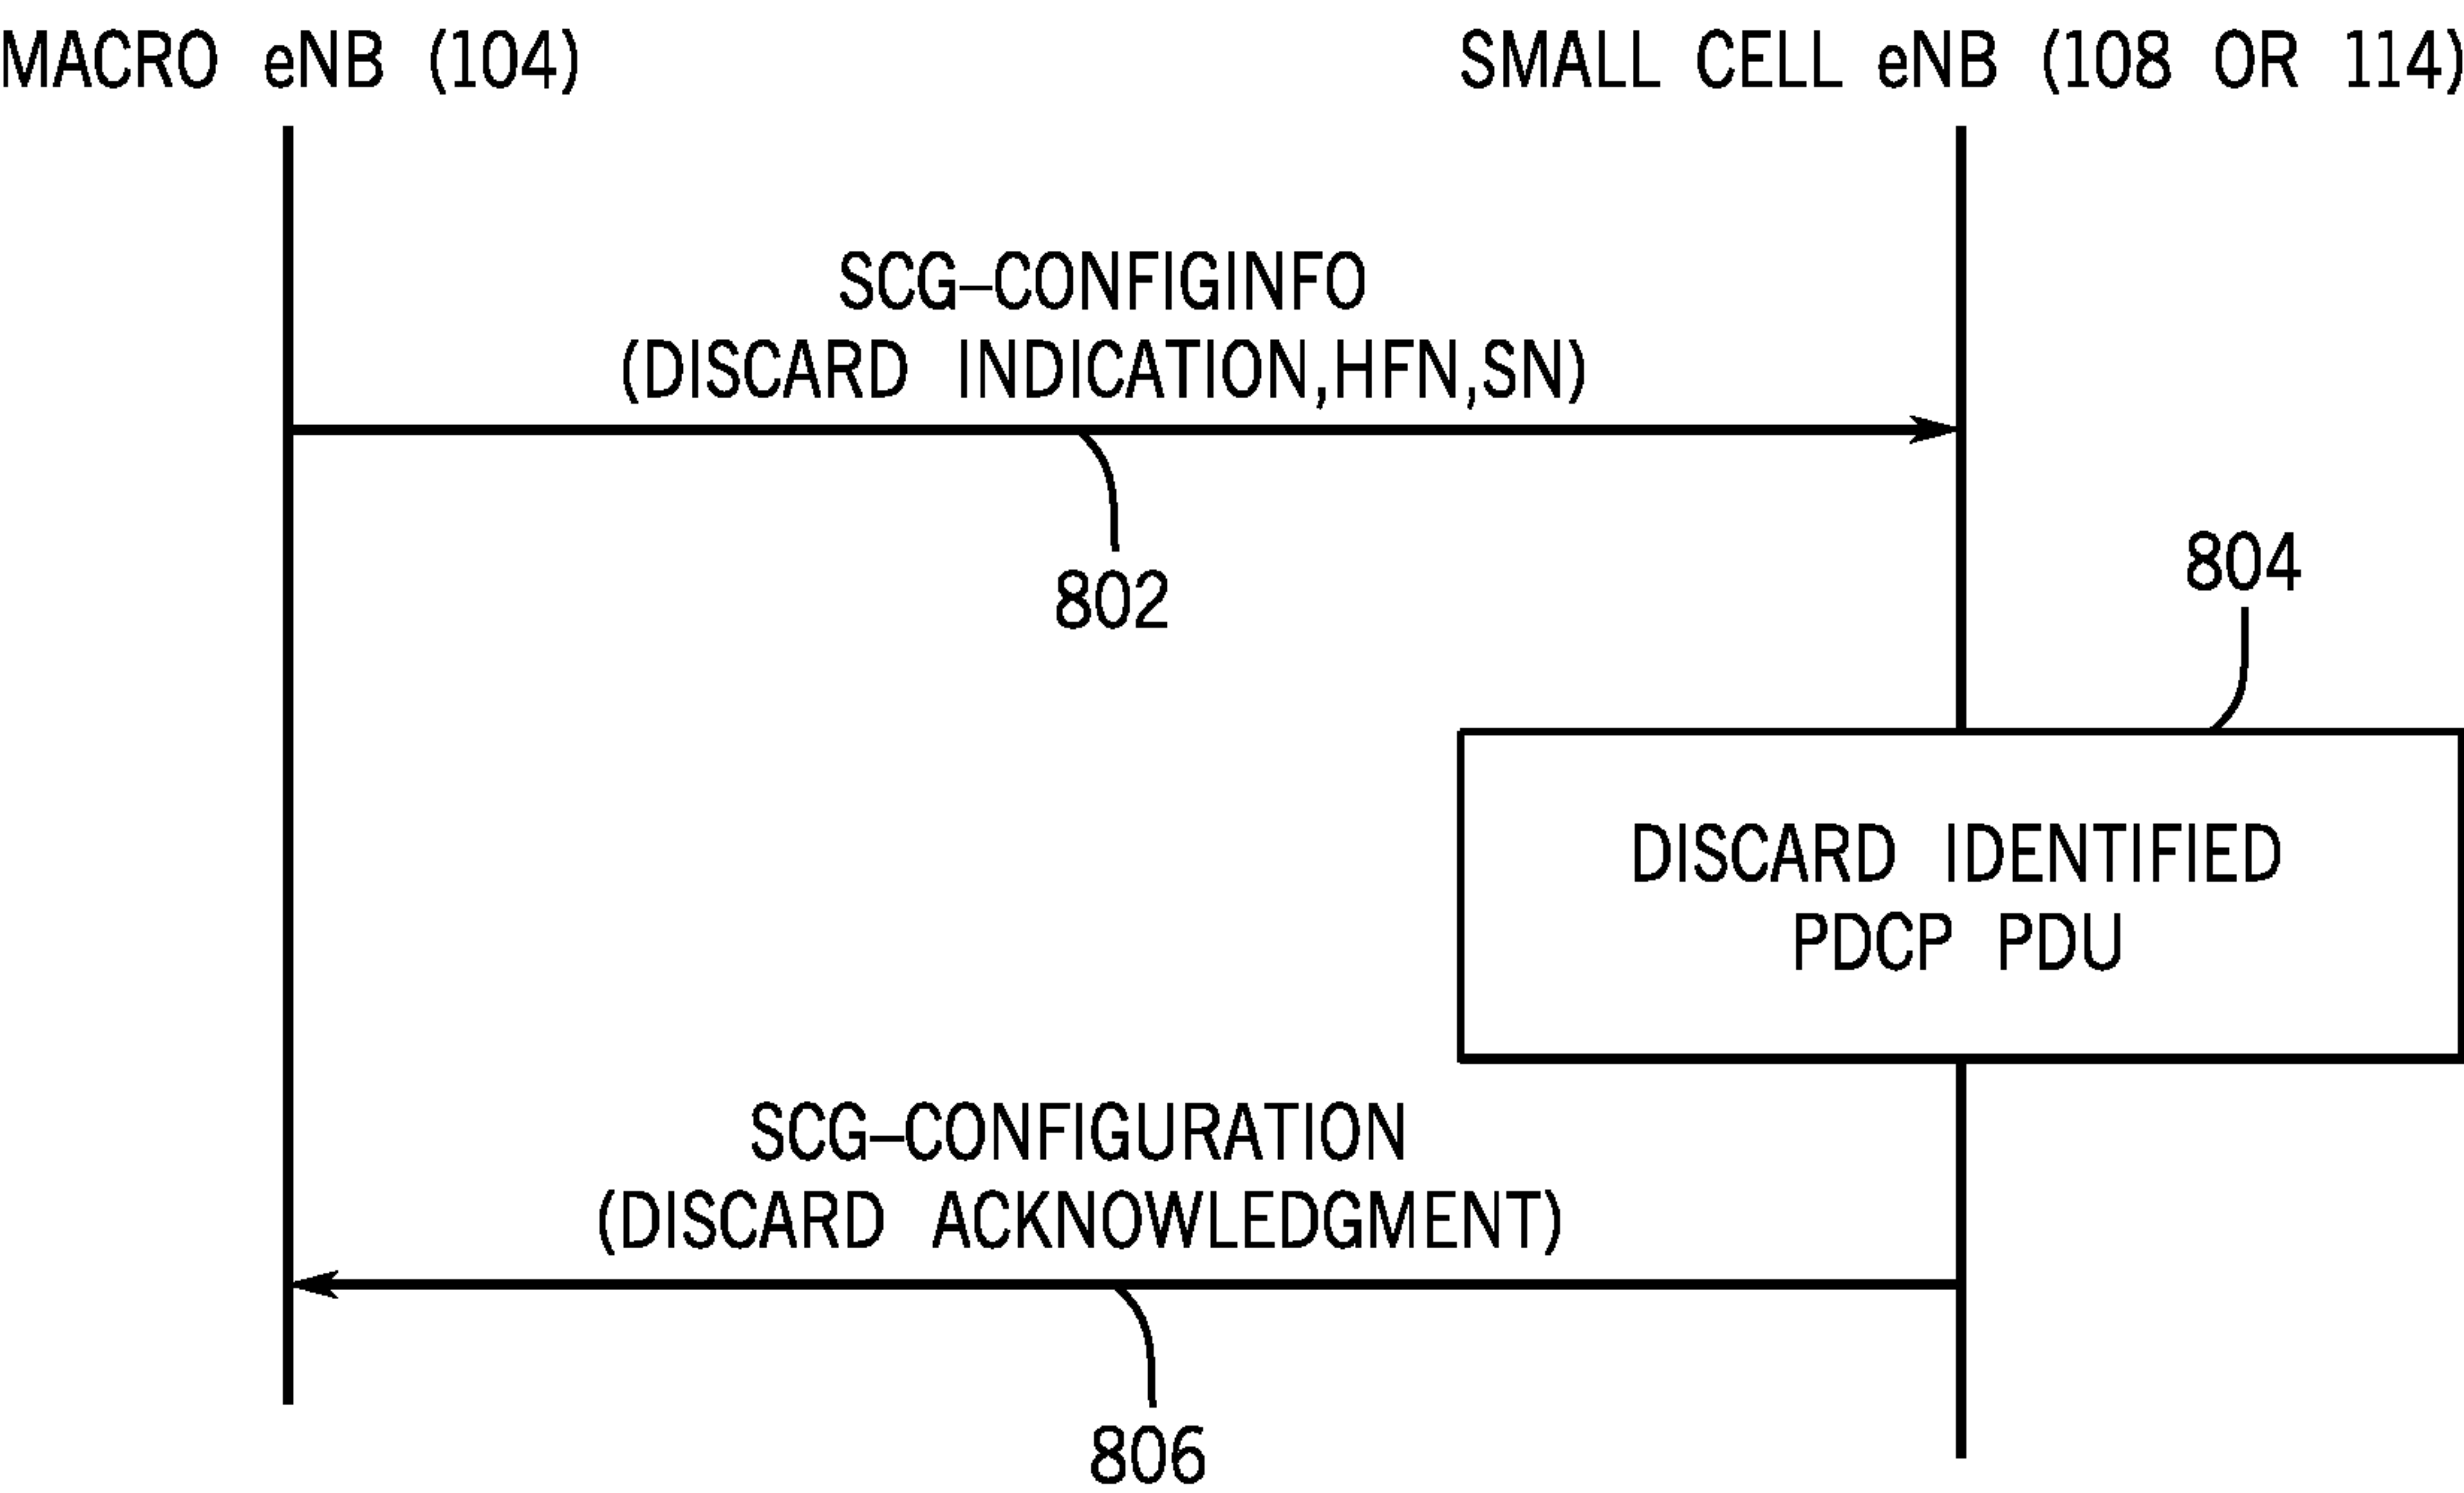 MACRO eNB (104)
SMALL CELL eNB (108 OR 114)
SCG–CONFIGINFO
(DISCARD INDICATION,HFN,SN)
802
804
DISCARD IDENTIFIED
PDCP PDU
SCG–CONFIGURATION
(DISCARD ACKNOWLEDGMENT)
806